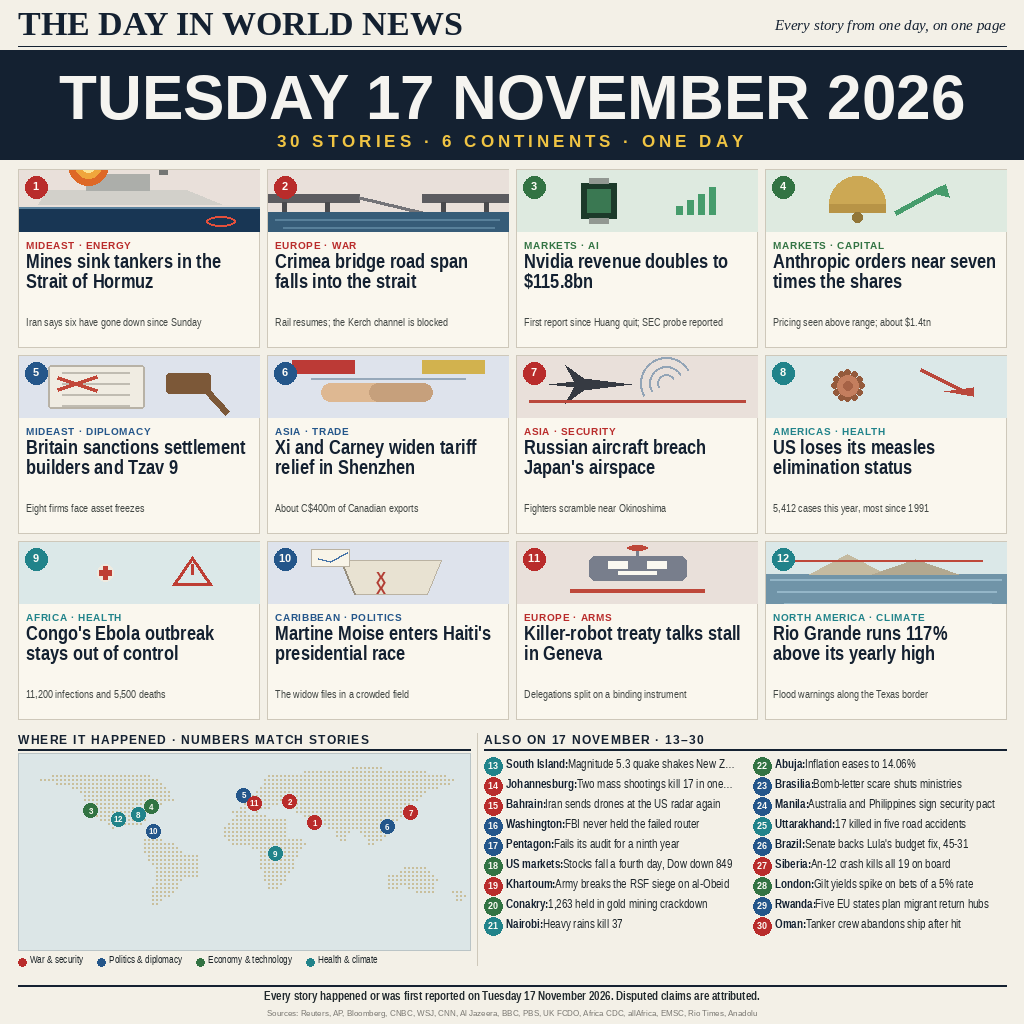 THE DAY IN WORLD NEWS
Every story from one day, on one page
TUESDAY 17 NOVEMBER 2026
30 STORIES · 6 CONTINENTS · ONE DAY
1
MIDEAST · ENERGY
Mines sink tankers in the
Strait of Hormuz
Iran says six have gone down since Sunday
2
EUROPE · WAR
Crimea bridge road span
falls into the strait
Rail resumes; the Kerch channel is blocked
3
MARKETS · AI
Nvidia revenue doubles to
$115.8bn
First report since Huang quit; SEC probe reported
4
MARKETS · CAPITAL
Anthropic orders near seven
times the shares
Pricing seen above range; about $1.4tn
5
MIDEAST · DIPLOMACY
Britain sanctions settlement
builders and Tzav 9
Eight firms face asset freezes
6
ASIA · TRADE
Xi and Carney widen tariff
relief in Shenzhen
About C$400m of Canadian exports
7
ASIA · SECURITY
Russian aircraft breach
Japan's airspace
Fighters scramble near Okinoshima
8
AMERICAS · HEALTH
US loses its measles
elimination status
5,412 cases this year, most since 1991
9
AFRICA · HEALTH
Congo's Ebola outbreak
stays out of control
11,200 infections and 5,500 deaths
10
CARIBBEAN · POLITICS
Martine Moise enters Haiti's
presidential race
The widow files in a crowded field
11
EUROPE · ARMS
Killer-robot treaty talks stall
in Geneva
Delegations split on a binding instrument
12
NORTH AMERICA · CLIMATE
Rio Grande runs 117%
above its yearly high
Flood warnings along the Texas border
WHERE IT HAPPENED · NUMBERS MATCH STORIES
3
12
8
4
10
5
11
2
1
9
6
7
War & security
Politics & diplomacy
Economy & technology
Health & climate
ALSO ON 17 NOVEMBER · 13–30
13 South Island:Magnitude 5.3 quake shakes New Z...
14 Johannesburg:Two mass shootings kill 17 in one...
15 Bahrain:Iran sends drones at the US radar again
16 Washington:FBI never held the failed router
17 Pentagon:Fails its audit for a ninth year
18 US markets:Stocks fall a fourth day, Dow down 849
19 Khartoum:Army breaks the RSF siege on al-Obeid
20 Conakry:1,263 held in gold mining crackdown
21 Nairobi:Heavy rains kill 37
22 Abuja:Inflation eases to 14.06%
23 Brasilia:Bomb-letter scare shuts ministries
24 Manila:Australia and Philippines sign security pact
25 Uttarakhand:17 killed in five road accidents
26 Brazil:Senate backs Lula's budget fix, 45-31
27 Siberia:An-12 crash kills all 19 on board
28 London:Gilt yields spike on bets of a 5% rate
29 Rwanda:Five EU states plan migrant return hubs
30 Oman:Tanker crew abandons ship after hit
Every story happened or was first reported on Tuesday 17 November 2026. Disputed claims are attributed.
Sources: Reuters, AP, Bloomberg, CNBC, WSJ, CNN, Al Jazeera, BBC, PBS, UK FCDO, Africa CDC, allAfrica, EMSC, Rio Times, Anadolu